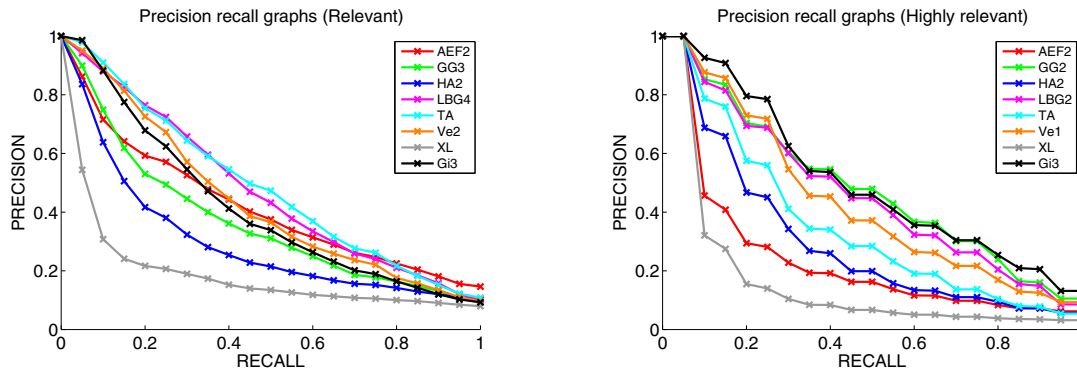 Precision recall graphs (Relevant)
1
0.8
0.6
0.4
0.2
0
PRECISION
0
0.2
0.4
0.6
0.8
1
RECALL
AEF2
GG3
HA2
LBG4
TA
Ve2
XL
Gi3
Precision recall graphs (Highly relevant)
1
0.8
0.6
0.4
0.2
0
PRECISION
0
0.2
0.4
0.6
0.8
RECALL
AEF2
GG2
HA2
LBG2
TA
Ve1
XL
Gi3